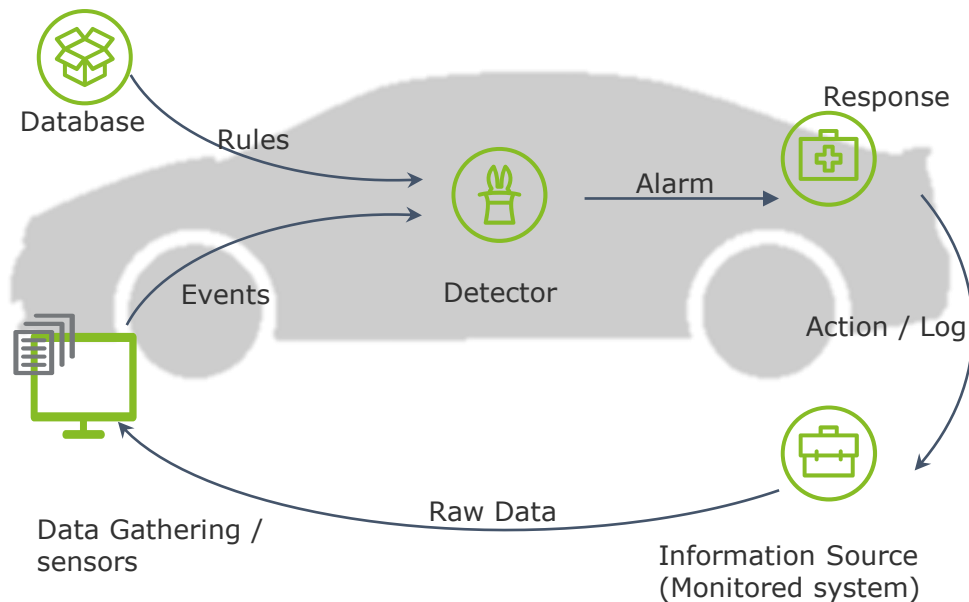 Response
Database
Rules
Alarm
Events
Detector
Action / Log
Raw Data
Data Gathering /
sensors
Information Source
(Monitored system)